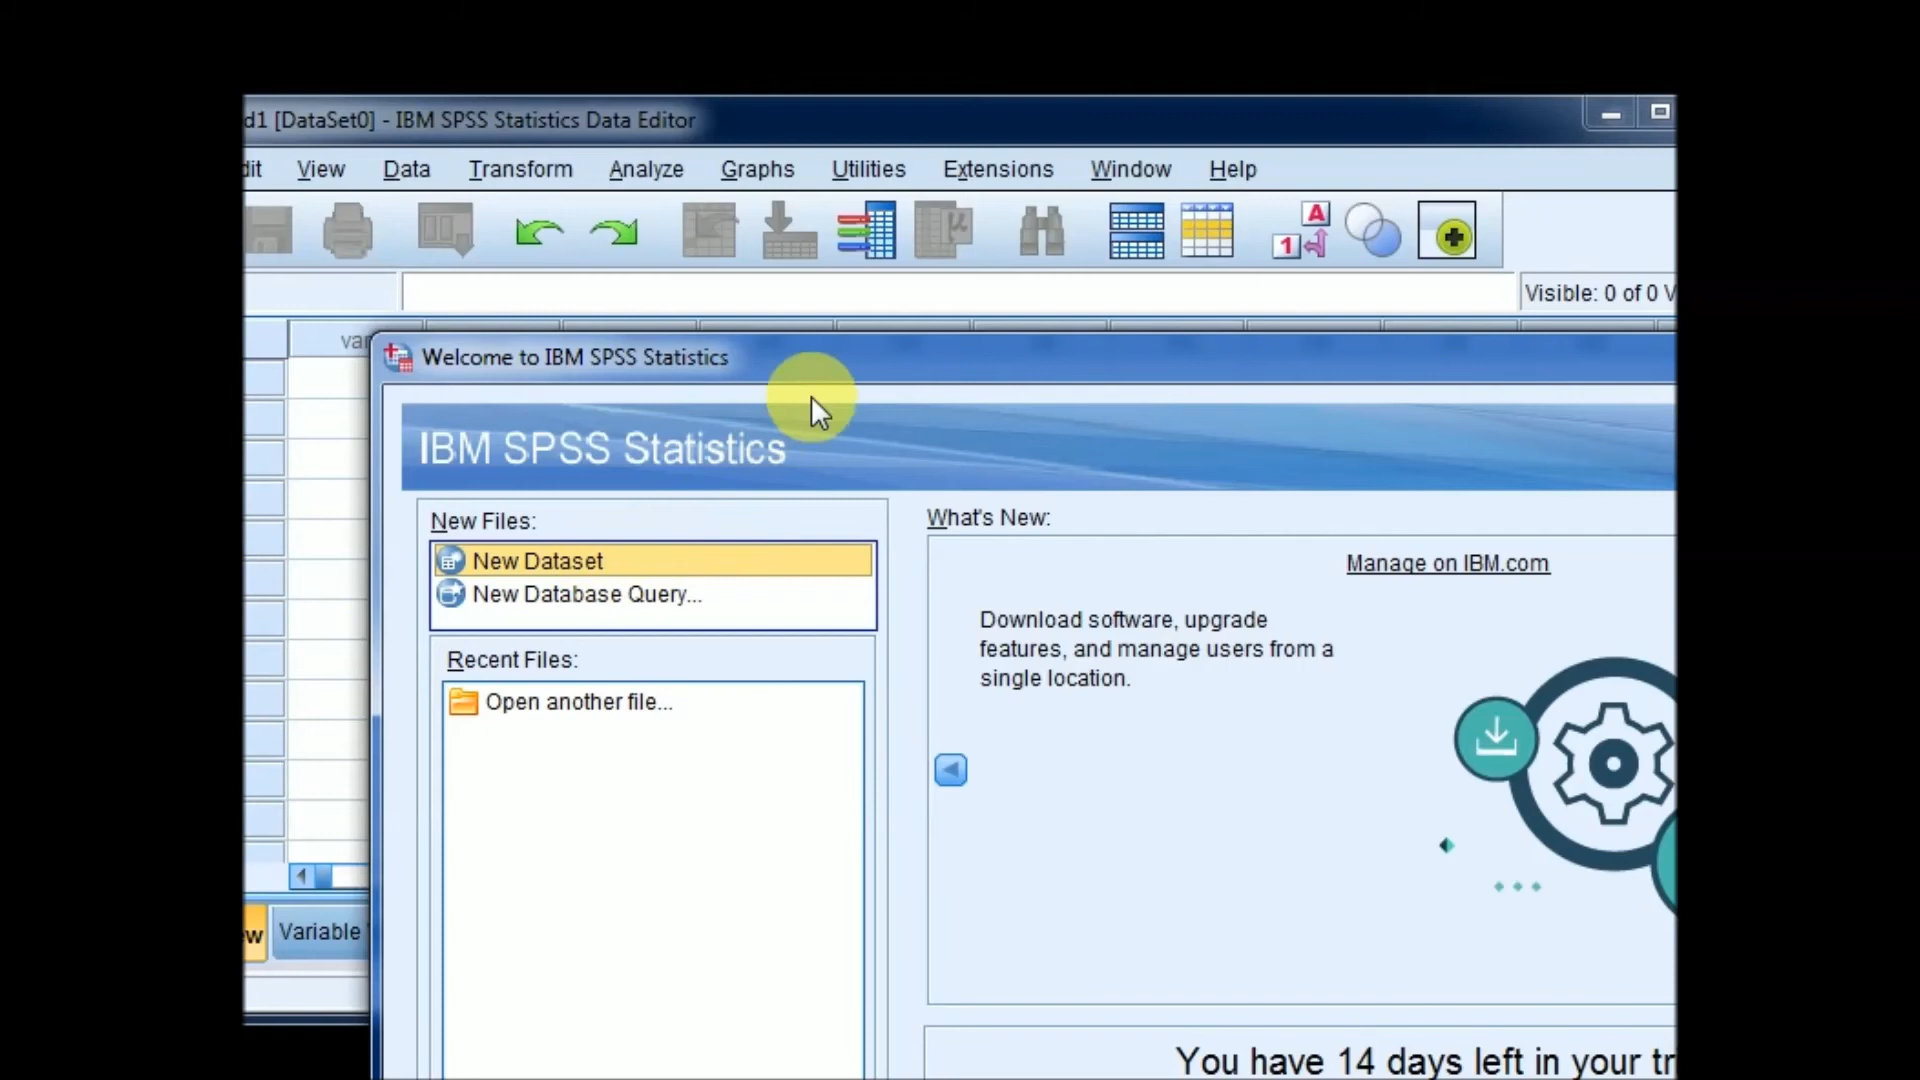 d1 [DataSet0] - IBM SPSS Statistics Data Editor
dit View Data Transform Analyze Graphs Utilities Extensions Window Help
A
1
µ
Visible: 0 of 0 V
var
Welcome to IBM SPSS Statistics
IBM SPSS Statistics
New Files:
New Dataset
New Database Query...
Recent Files:
Open another file...
What's New:
Manage on IBM.com
Download software, upgrade
features, and manage users from a
single location.
ew Variable
You have 14 days left in your tr